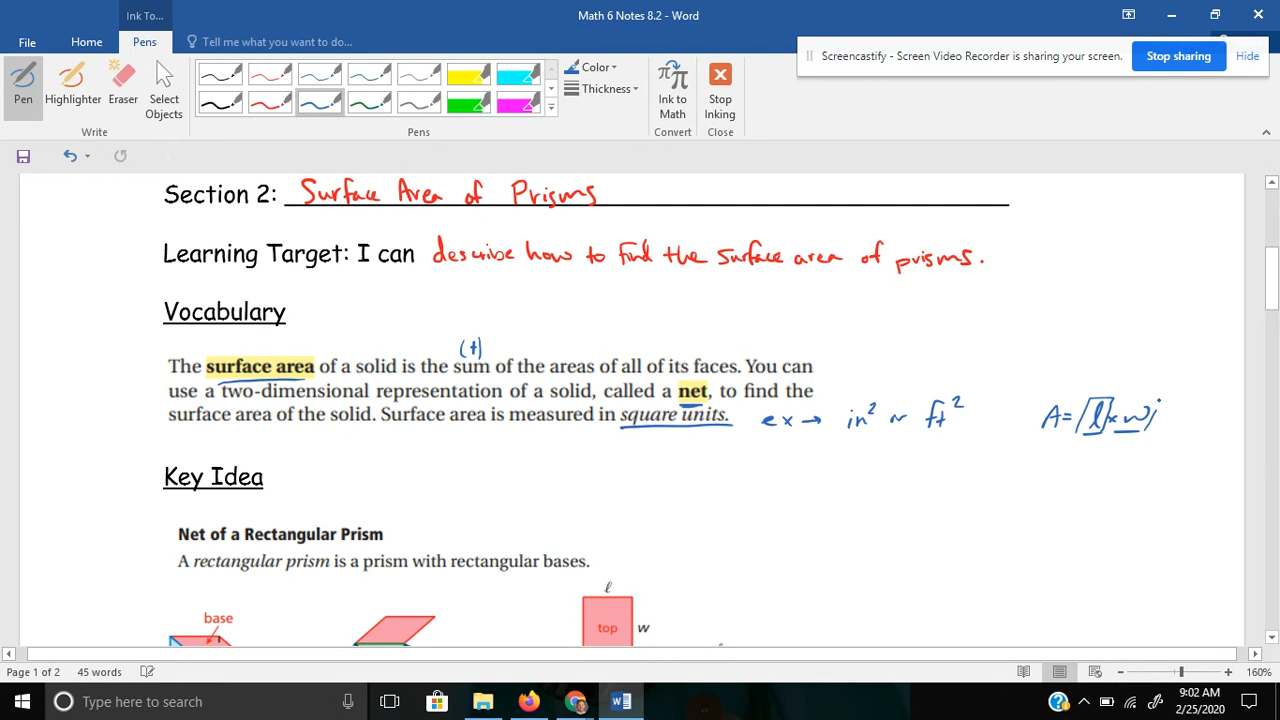 Ink To...
Math 6 Notes 8.2 - Word
File Home Pens Tell me what you want to do...
Screencastify - Screen Video Recorder is sharing your screen. Stop sharing Hide
Pen Highlighter Eraser Select Objects
Color
Thickness
Ink to Math
Stop Inking
Write Pens Convert Close
Section 2: Surface Area of Prisms
Learning Target: I can describe how to find the surface area of prisms.
Vocabulary
(+)
The surface area of a solid is the sum of the areas of all of its faces. You can
use a two-dimensional representation of a solid, called a net, to find the
surface area of the solid. Surface area is measured in square units. ex → in² or ft² A=(l)(x w)
Key Idea
Net of a Rectangular Prism
A rectangular prism is a prism with rectangular bases.
ℓ
base
top w
Page 1 of 2 45 words 160%
Type here to search
9:02 AM
2/25/2020